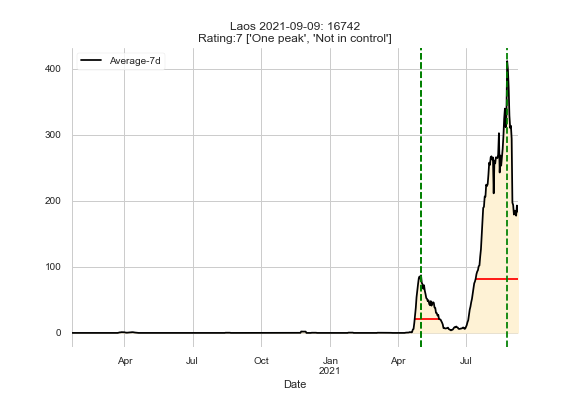 Laos 2021-09-09: 16742
Rating:7 ['One peak', 'Not in control']
Average-7d
400
300
200
100
0
Apr
Jul
Oct
Jan
2021
Apr
Jul
Date